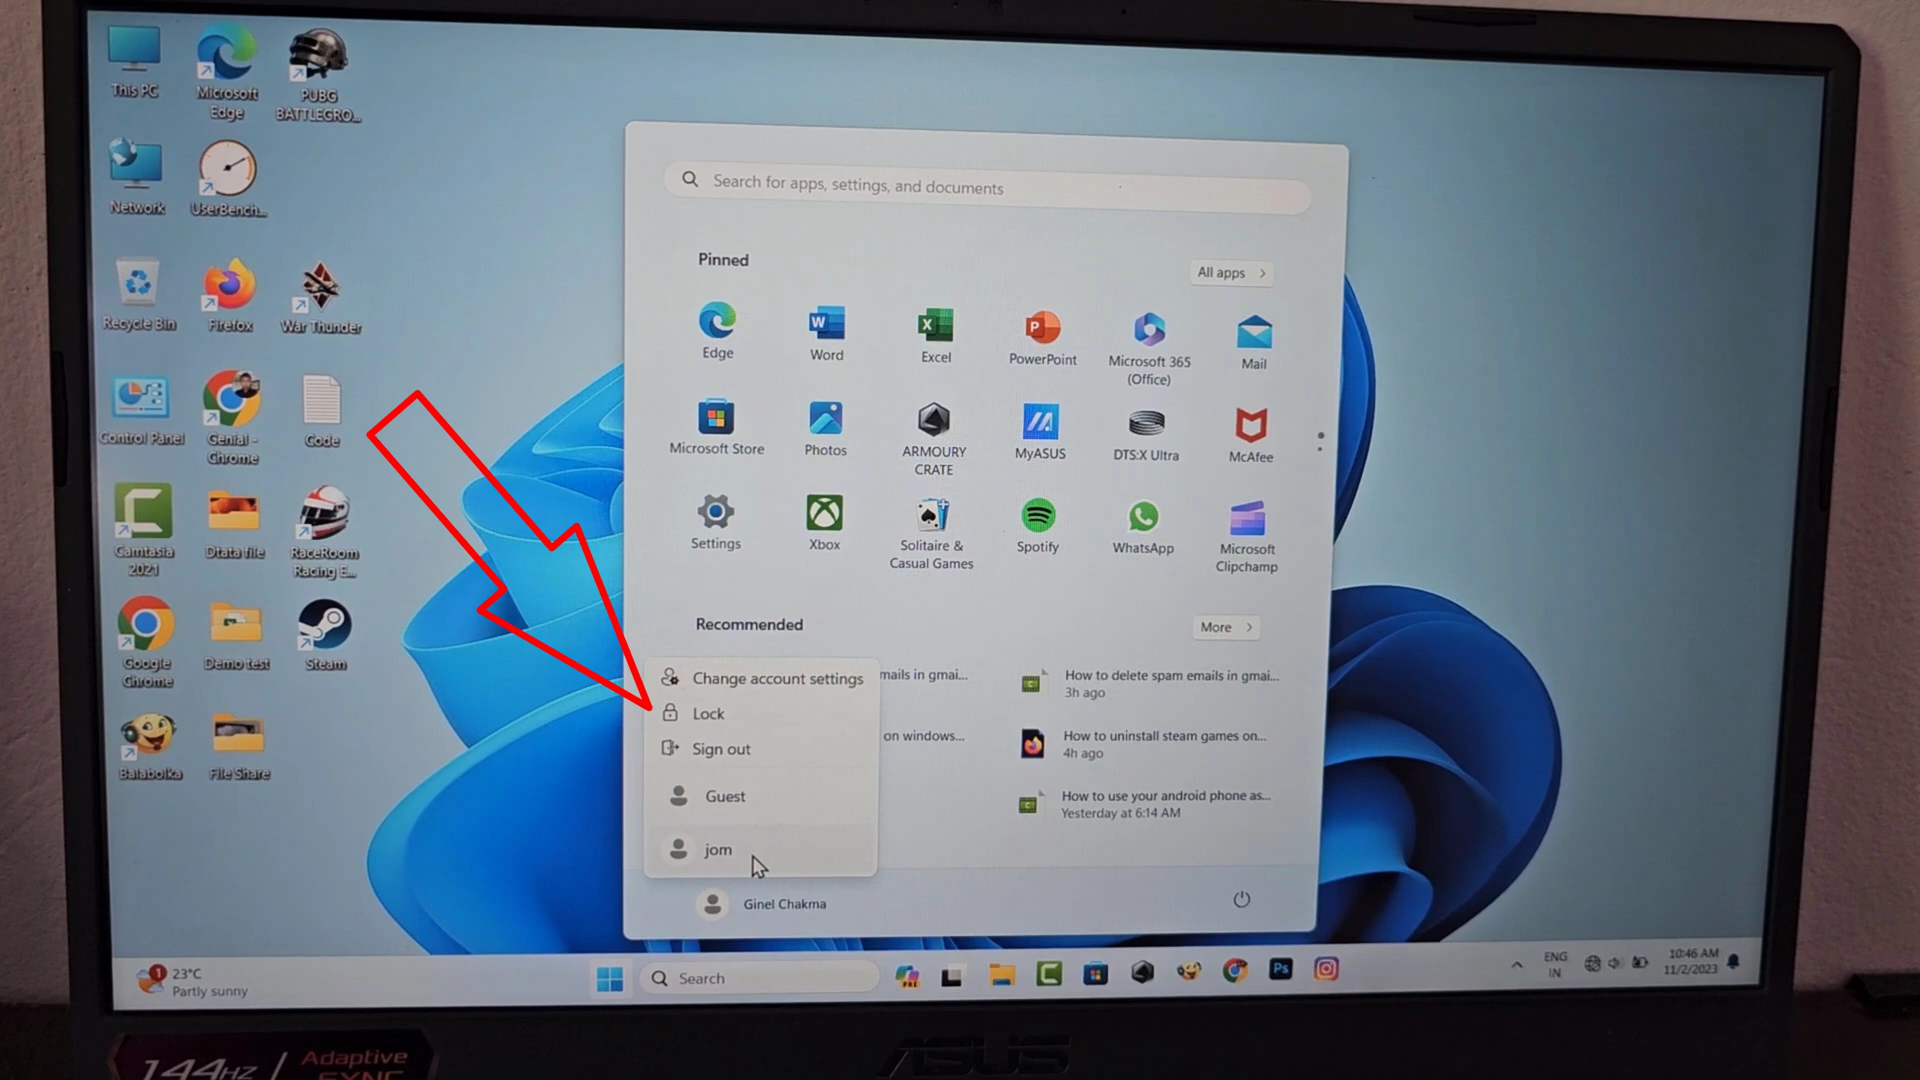 This PC
Microsoft
Edge
PUBG
BATTLEGRO...
Network
UserBench...
Recycle Bin
Firefox
War Thunder
Control Panel
Genial -
Chrome
Code
Camtasia
2021
Dtata file
RaceRoom
Racing E...
Google
Chrome
Demo test
Steam
Balabolka
File Share
Search for apps, settings, and documents
Pinned
All apps
Edge
Word
Excel
PowerPoint
Microsoft 365
(Office)
Mail
Microsoft Store
Photos
ARMOURY
CRATE
MyASUS
DTS:X Ultra
McAfee
Settings
Xbox
Solitaire &
Casual Games
Spotify
WhatsApp
Microsoft
Clipchamp
Recommended
More
Change account settings
Lock
Sign out
Guest
jom
mails in gmai...
How to delete spam emails in gmai...
3h ago
on windows...
How to uninstall steam games on...
4h ago
How to use your android phone as...
Yesterday at 6:14 AM
Ginel Chakma
1
23°C
Partly sunny
Search
PRE
Ps
ENG
IN
10:46 AM
11/2/2023
144HZ / Adaptive
SYNC
ASUS